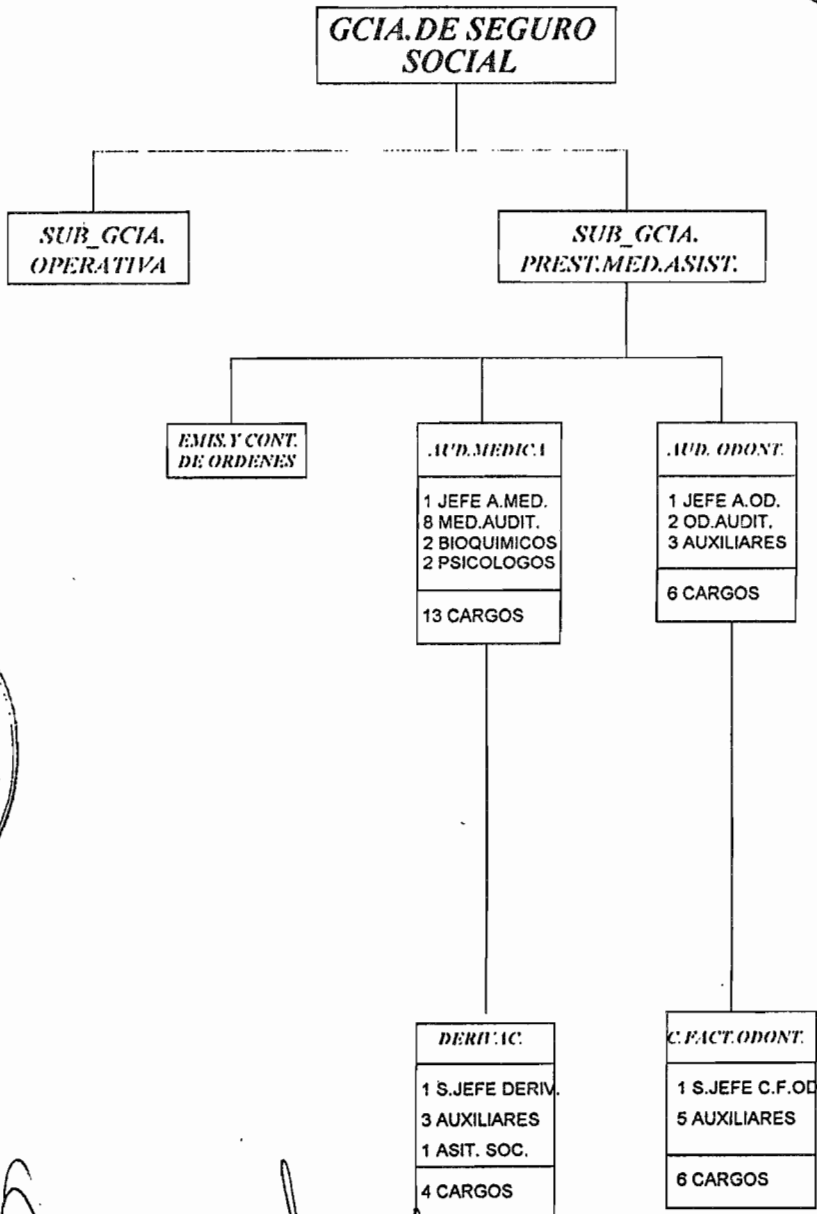 GCIA.DE SEGURO
SOCIAL
SUB_GCIA.
OPERATIVA
SUB_GCIA.
PREST.MED.ASIST.
EMIS.Y CONT.
DE ORDENES
AUD.MEDICA
1 JEFE A.MED.
8 MED.AUDIT.
2 BIOQUIMICOS
2 PSICOLOGOS
13 CARGOS
AUD. ODONT.
1 JEFE A.OD.
2 OD.AUDIT.
3 AUXILIARES
6 CARGOS
DERIVAC.
1 S.JEFE DERIV.
3 AUXILIARES
1 ASIT. SOC.
4 CARGOS
C.FACT.ODONT.
1 S.JEFE C.F.OD
5 AUXILIARES
6 CARGOS